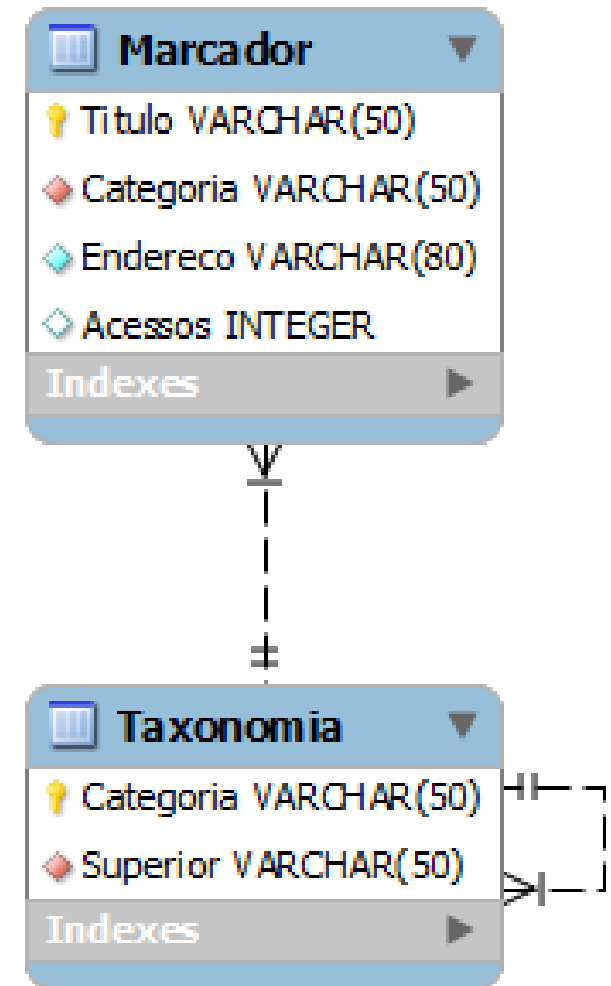 Marcador
Titulo VARCHAR(50)
Categoria VARCHAR(50)
Endereco VARCHAR(80)
Acessos INTEGER
Indexes
Taxonomia
Categoria VARCHAR(50)
Superior VARCHAR(50)
Indexes